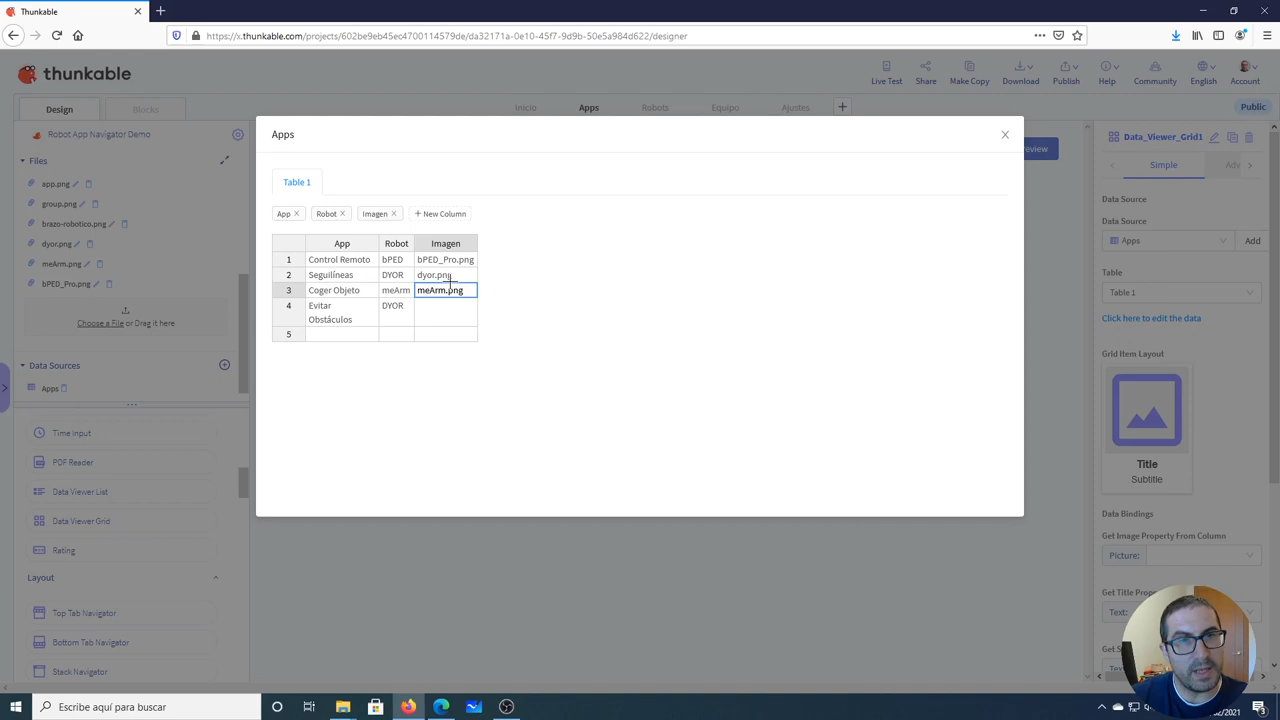 Thunkable
https://x.thunkable.com/projects/602be9eb45ec4700114579de/da32171a-0e10-45f7-9d9b-50e5a984d622/designer
thunkable
Live Test
Share
Make Copy
Download
Publish
Help
Community
English
Account
Design
Blocks
Inicio
Apps
Robots
Equipo
Ajustes
Public
Robot App Navigator Demo
Files
app.png
group.png
brazo-robotico.png
dyor.png
meArm.png
bPED_Pro.png
Choose a File or Drag it here
Data Sources
Apps
Time Input
PDF Reader
Data Viewer List
Data Viewer Grid
Rating
Layout
Top Tab Navigator
Bottom Tab Navigator
Stack Navigator
Apps
Table 1
App
Robot
Imagen
+ New Column
App Robot Imagen
1 Control Remoto bPED bPED_Pro.png
2 Seguilíneas DYOR dyor.png
3 Coger Objeto meArm meArm.png
4 Evitar DYOR
Obstáculos
5
Data_Viewer_Grid1
Simple
Adv
Data Source
Data Source
Apps
Add
Table
Table 1
Click here to edit the data
Grid Item Layout
Title
Subtitle
Data Bindings
Get Image Property From Column
Picture:
Get Title Prop
Text:
Get S
Escribe aquí para buscar